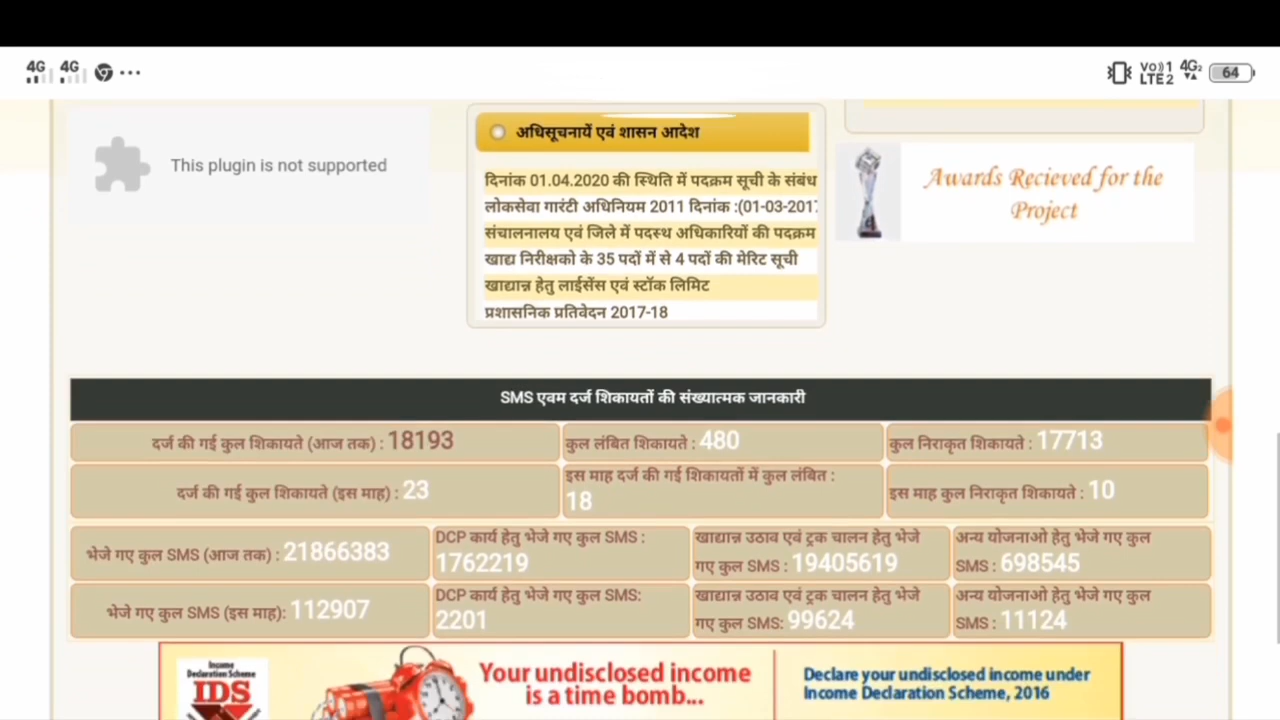 4G 4G ••• VO)) 1 LTE 2 4G2 64
This plugin is not supported
अधिसूचनायें एवं शासन आदेश
दिनांक 01.04.2020 की स्थिति में पदक्रम सूची के संबंध
लोकसेवा गारंटी अधिनियम 2011 दिनांक :(01-03-2017
संचालनालय एवं जिले में पदस्थ अधिकारियों की पदक्रम
खाद्य निरीक्षको के 35 पदों में से 4 पदों की मेरिट सूची
खाद्यान्न हेतु लाईसेंस एवं स्टॉक लिमिट
प्रशासनिक प्रतिवेदन 2017-18
Awards Recieved for the
Project
SMS एवम दर्ज शिकायतों की संख्यात्मक जानकारी
दर्ज की गई कुल शिकायते (आज तक) : 18193
कुल लंबित शिकायते : 480
कुल निराकृत शिकायते : 17713
दर्ज की गई कुल शिकायते (इस माह) : 23
इस माह दर्ज की गई शिकायतों में कुल लंबित :
18
इस माह कुल निराकृत शिकायते : 10
भेजे गए कुल SMS (आज तक) : 21866383
DCP कार्य हेतु भेजे गए कुल SMS :
1762219
खाद्यान्न उठाव एवं ट्रक चालन हेतु भेजे
गए कुल SMS : 19405619
अन्य योजनाओ हेतु भेजे गए कुल
SMS : 698545
भेजे गए कुल SMS (इस माह): 112907
DCP कार्य हेतु भेजे गए कुल SMS:
2201
खाद्यान्न उठाव एवं ट्रक चालन हेतु भेजे
गए कुल SMS: 99624
अन्य योजनाओ हेतु भेजे गए कुल
SMS : 11124
Income
Declaration Scheme
IDS
Your undisclosed income
is a time bomb...
Declare your undisclosed income under
Income Declaration Scheme, 2016